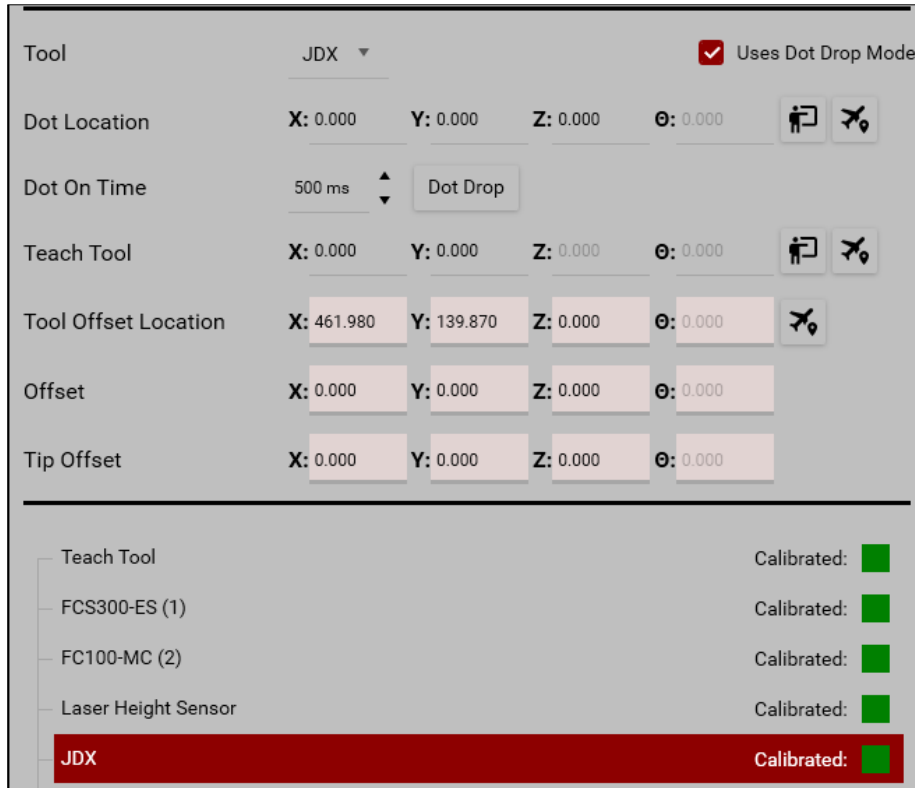 Tool JDX Uses Dot Drop Mode
Dot Location X: 0.000 Y: 0.000 Z: 0.000 Θ: 0.000
Dot On Time 500 ms Dot Drop
Teach Tool X: 0.000 Y: 0.000 Z: 0.000 Θ: 0.000
Tool Offset Location X: 461.980 Y: 139.870 Z: 0.000 Θ: 0.000
Offset X: 0.000 Y: 0.000 Z: 0.000 Θ: 0.000
Tip Offset X: 0.000 Y: 0.000 Z: 0.000 Θ: 0.000
Teach Tool Calibrated:
FCS300-ES (1) Calibrated:
FC100-MC (2) Calibrated:
Laser Height Sensor Calibrated:
JDX Calibrated: